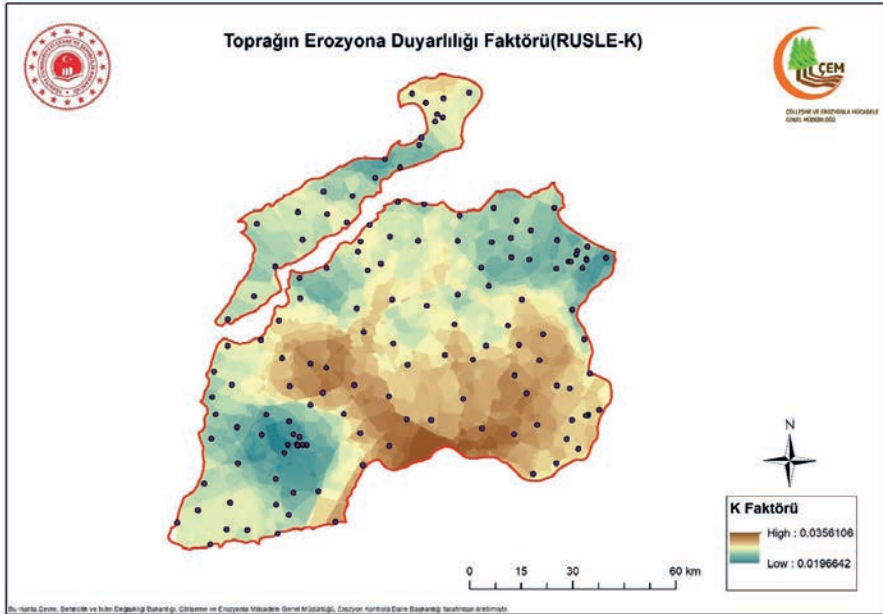 Toprağın Erozyona Duyarlılığı Faktörü(RUSLE-K)
ÇEM
ÇÖLLEŞME VE EROZYONLA MÜCADELE
GENEL MÜDÜRLÜĞÜ
N
K Faktörü
High : 0.0356106
Low : 0.0196642
0 15 30 60 km
Bu Harita Çevre, Şehircilik ve İklim Değişikliği Bakanlığı, Çölleşme ve Erozyonla Mücadele Genel Müdürlüğü, Erozyon Kontrolü Daire Başkanlığı tarafından üretilmiştir.